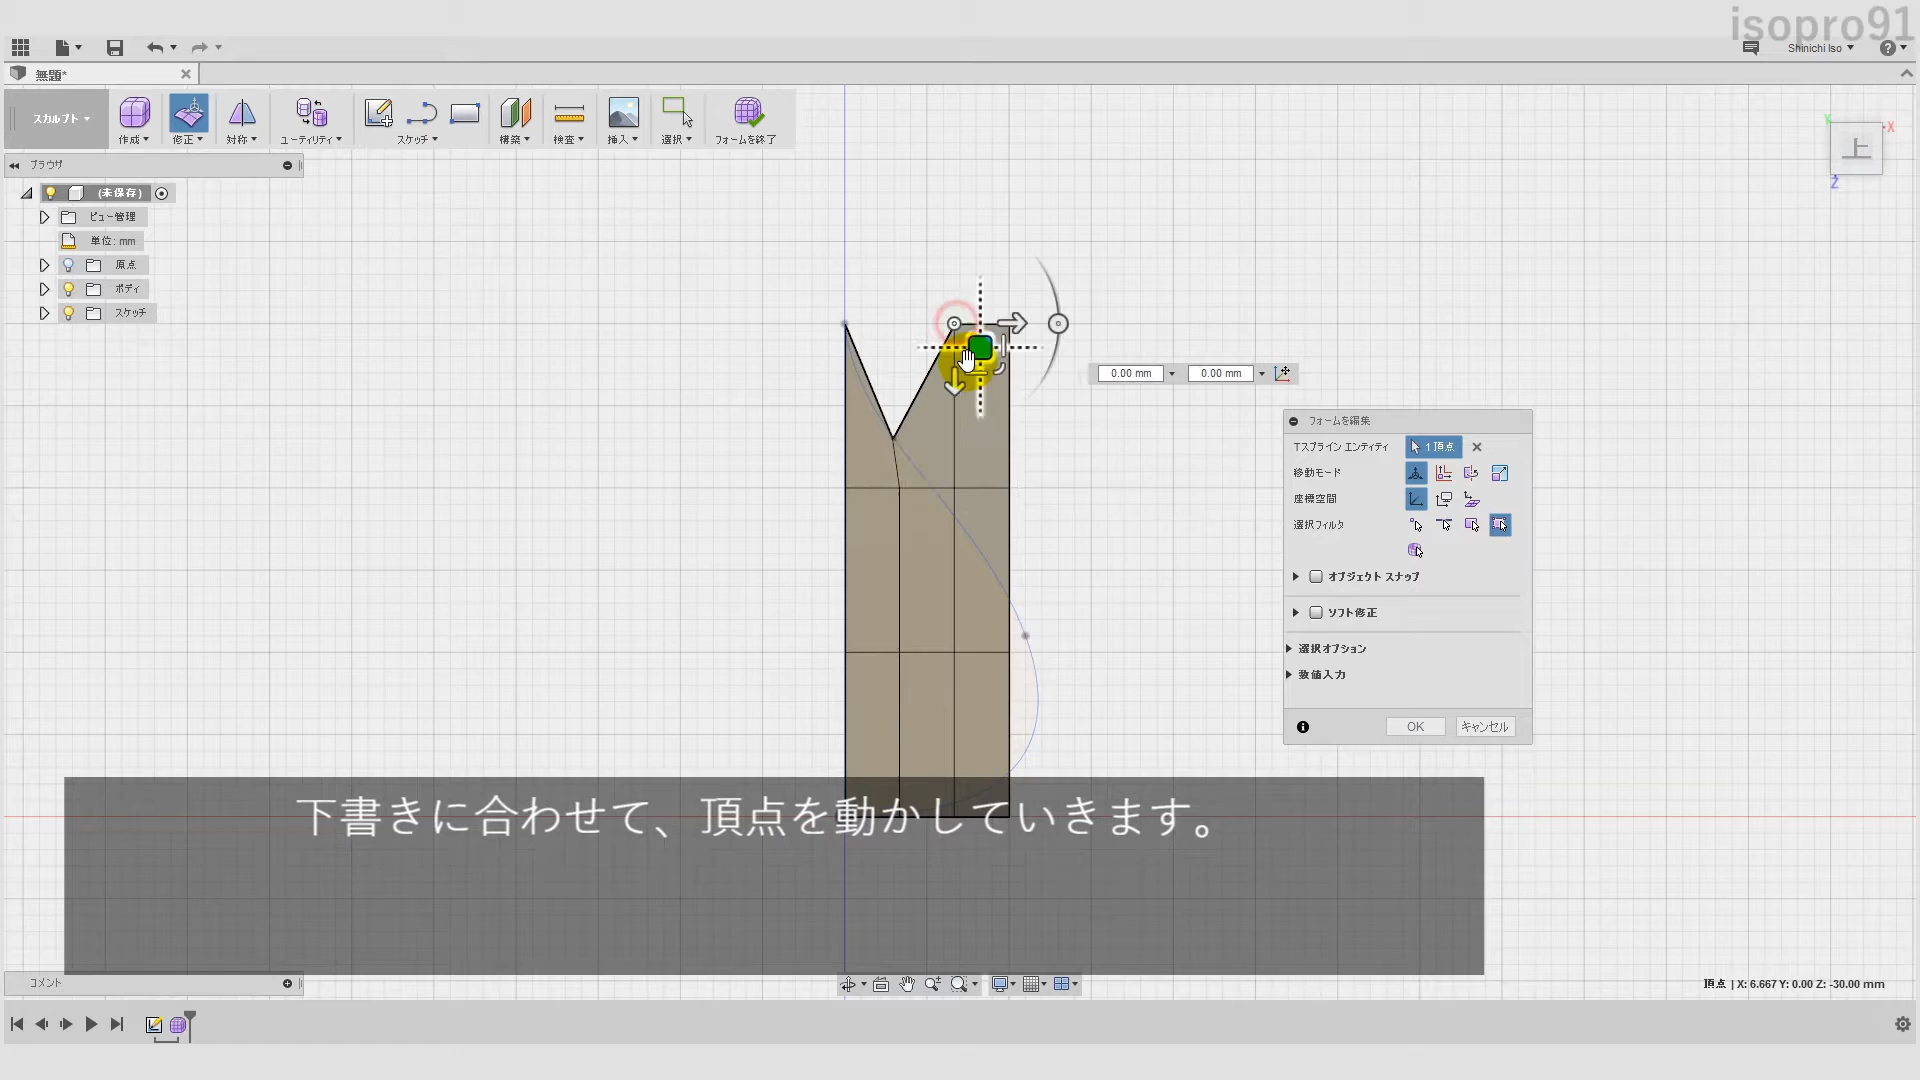 isopro91
Shinichi Iso
無題*
スカルプト
作成
修正
対称
ユーティリティ
スケッチ
構築
検査
挿入
選択
フォームを終了
ブラウザ
(未保存)
ビュー管理
単位: mm
原点
ボディ
スケッチ
上
X
Y
Z
0.00 mm
0.00 mm
フォームを編集
Tスプライン エンティティ
1 頂点
移動モード
座標空間
選択フィルタ
オブジェクト スナップ
ソフト修正
選択オプション
数値入力
OK
キャンセル
下書きに合わせて、頂点を動かしていきます。
コメント
頂点 | X: 6.667 Y: 0.00 Z: -30.00 mm